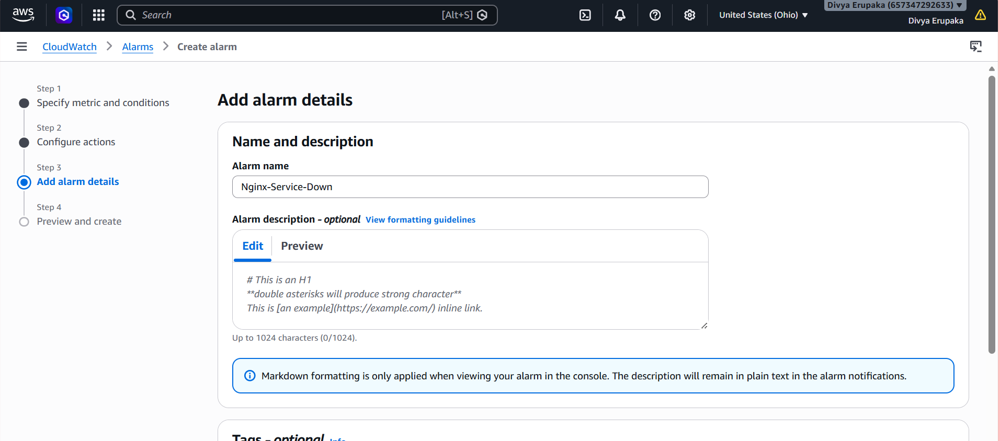 aws
Search
[Alt+S]
United States (Ohio)
Divya Erupaka (657347292633)
Divya Erupaka
CloudWatch
Alarms
Create alarm
Step 1
Specify metric and conditions
Step 2
Configure actions
Step 3
Add alarm details
Step 4
Preview and create
Add alarm details
Name and description
Alarm name
Nginx-Service-Down
Alarm description - optional View formatting guidelines
Edit
Preview
# This is an H1
**double asterisks will produce strong character**
This is [an example](https://example.com/) inline link.
Up to 1024 characters (0/1024).
Markdown formatting is only applied when viewing your alarm in the console. The description will remain in plain text in the alarm notifications.
Tags - optional Info